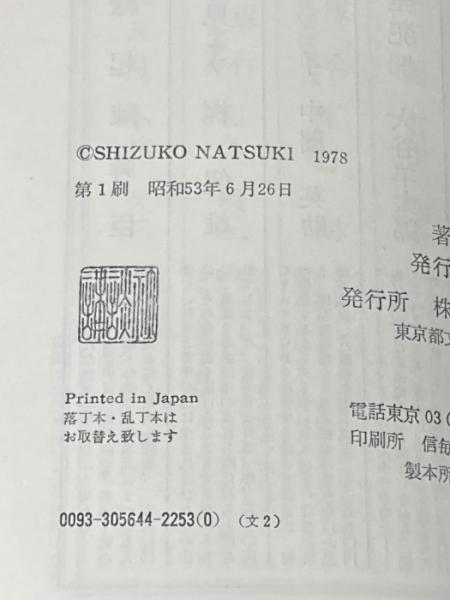 ©SHIZUKO NATSUKI 1978
第1刷 昭和53年6月26日
著
発行
発行所 株
東京都文
Printed in Japan
落丁本・乱丁本は
お取替え致します
電話東京 03(
印刷所 信毎
製本所
0093-305644-2253(0) (文2)